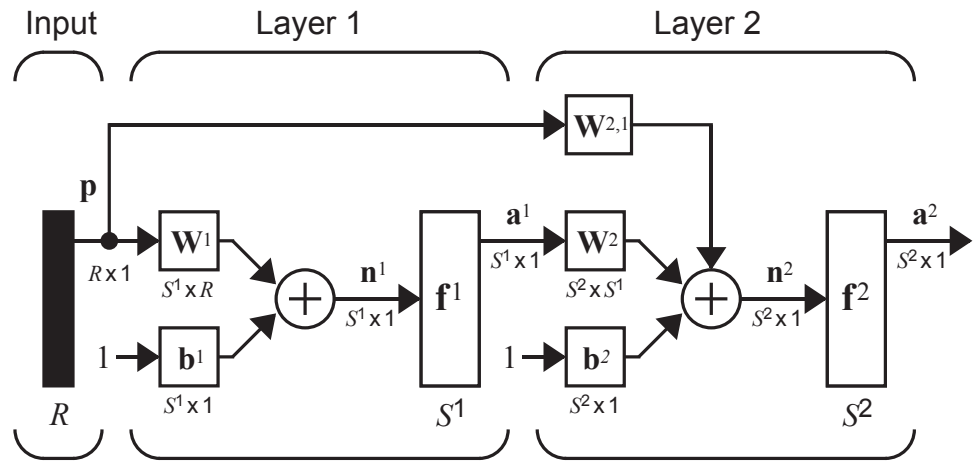 Input Layer 1 Layer 2
W2,1
p a1 a2
W1 W2
R x 1 n1 S1 x 1 n2 S2 x 1
S1 x R f1 S2 x S1 f2
S1 x 1 S2 x 1
1 b1 1 b2
S1 x 1 S2 x 1
R S1 S2